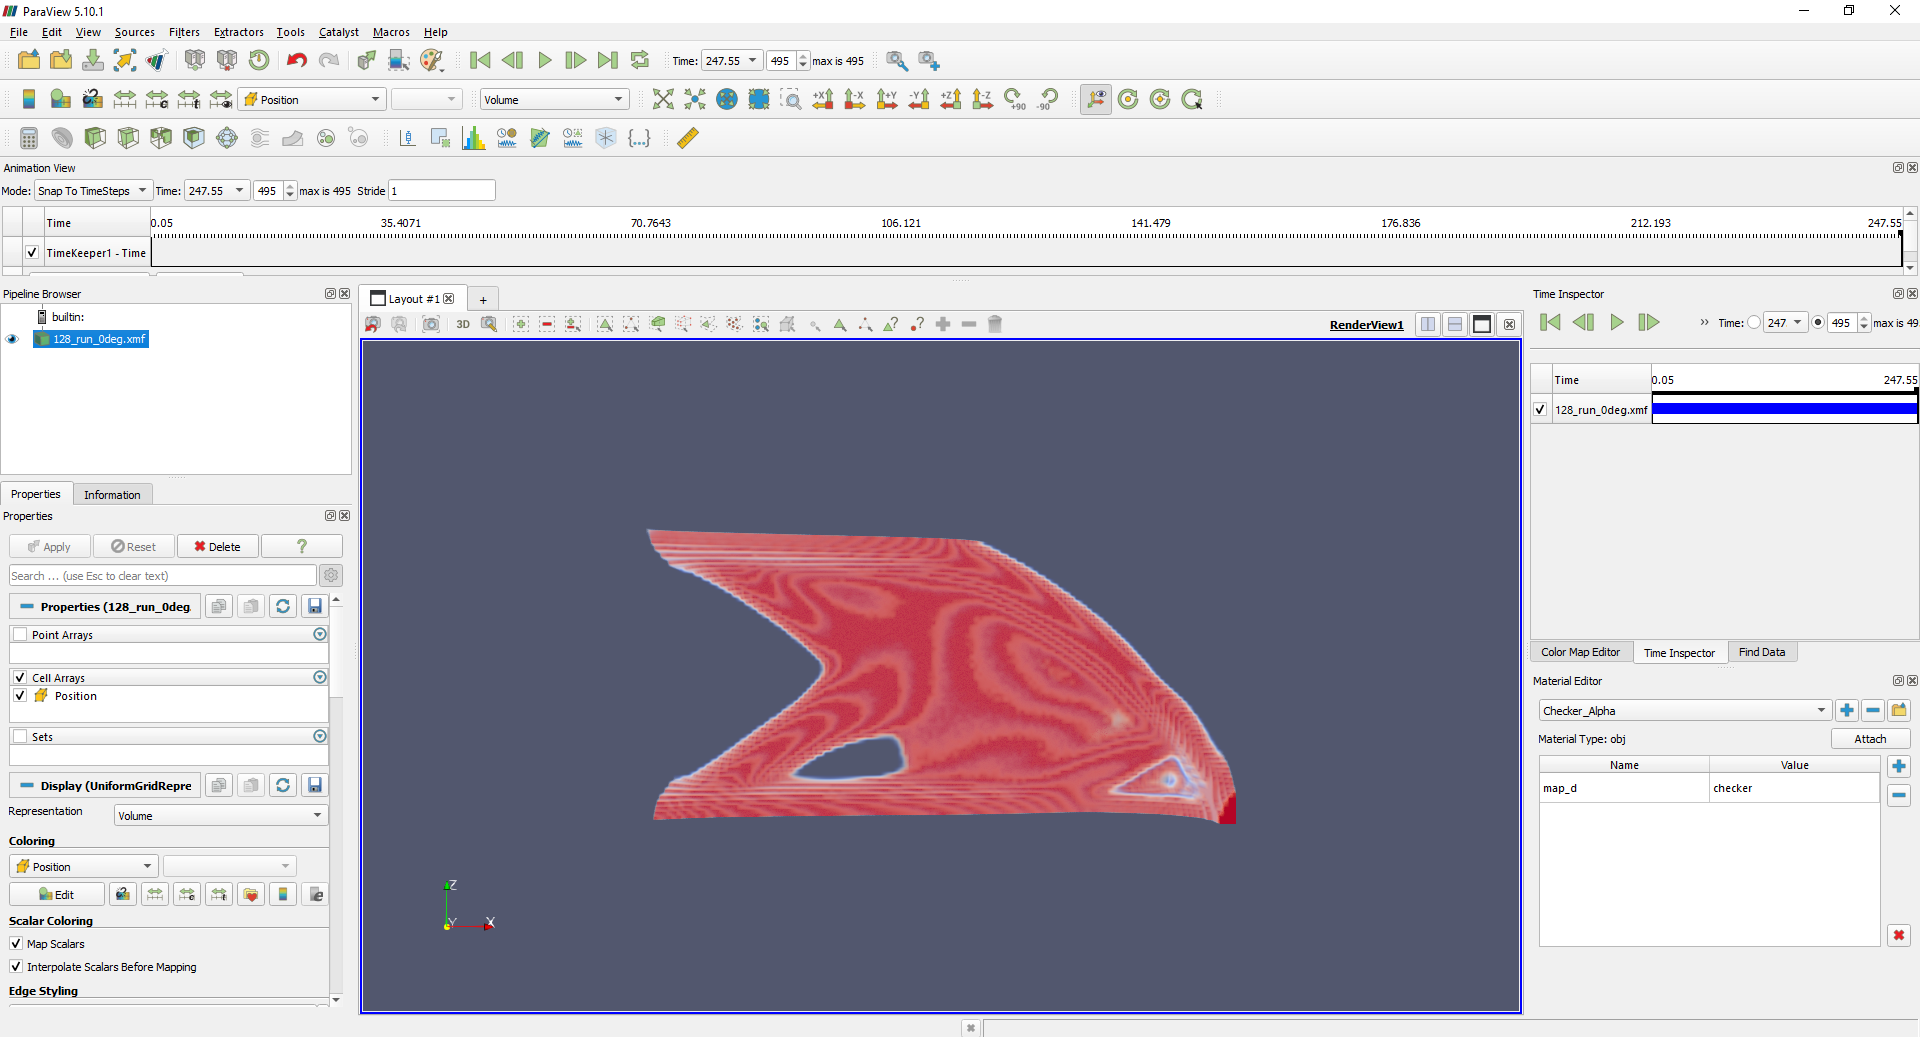 ParaView 5.10.1
File Edit View Sources Filters Extractors Tools Catalyst Macros Help
Time: 247.55 495 max is 495
Position Volume +X -X +Y -Y +Z -Z +90 -90
Animation View
Mode: Snap To TimeSteps Time: 247.55 495 max is 495 Stride 1
Time 0.05 35.4071 70.7643 106.121 141.479 176.836 212.193 247.55
TimeKeeper1 - Time
Pipeline Browser
builtin:
128_run_0deg.xmf
Properties Information
Properties
Apply Reset Delete ?
Search ... (use Esc to clear text)
Properties (128_run_0deg.
Point Arrays
Cell Arrays
Position
Sets
Display (UniformGridRepre
Representation Volume
Coloring
Position
Edit
Scalar Coloring
Map Scalars
Interpolate Scalars Before Mapping
Edge Styling
Layout #1 +
3D RenderView1
Z
Y X
Time Inspector
Time: 247. 495 max is 49
Time 0.05 247.55
128_run_0deg.xmf
Color Map Editor Time Inspector Find Data
Material Editor
Checker_Alpha
Material Type: obj Attach
Name Value
map_d checker